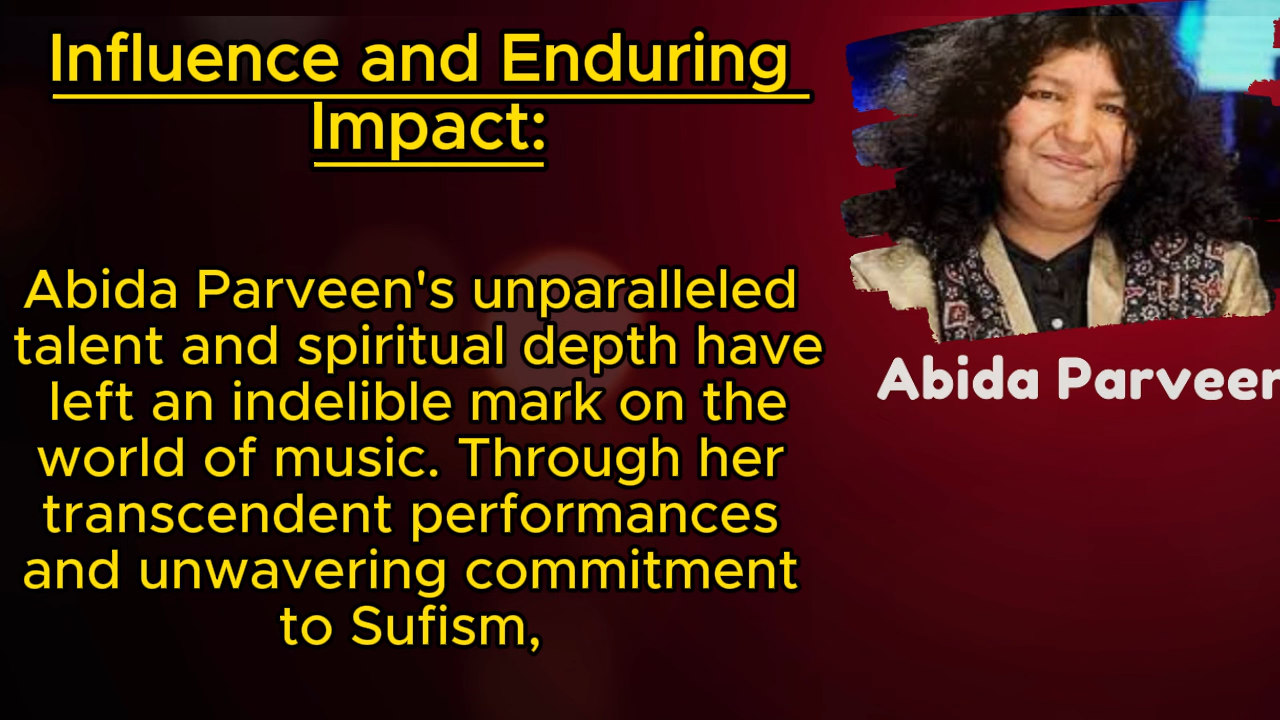 Influence and Enduring
Impact:
Abida Parveen's unparalleled
talent and spiritual depth have
left an indelible mark on the
world of music. Through her
transcendent performances
and unwavering commitment
to Sufism,
Abida Parveen